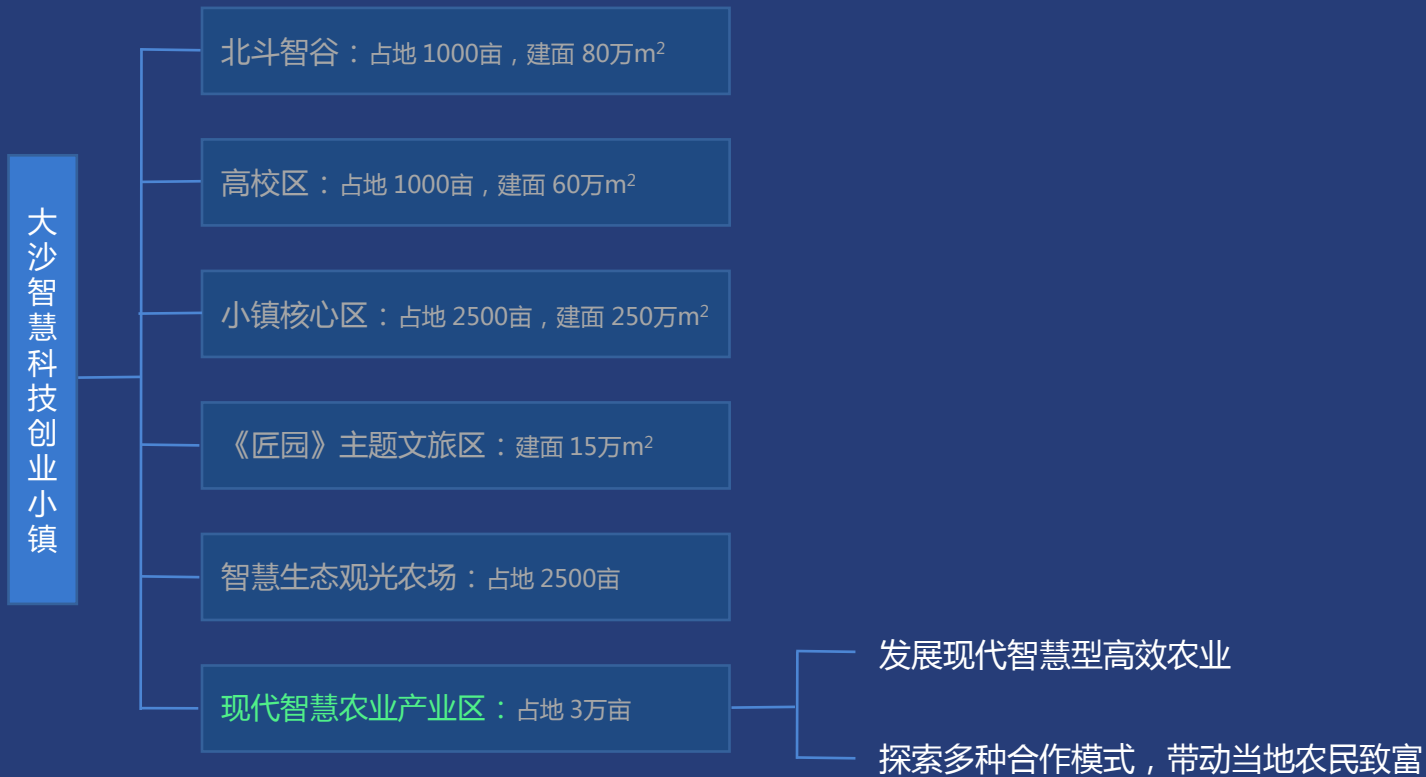 大沙智慧科技创业小镇
北斗智谷：占地 1000亩，建面 80万m²
高校区：占地 1000亩，建面 60万m²
小镇核心区：占地 2500亩，建面 250万m²
《匠园》主题文旅区：建面 15万m²
智慧生态观光农场：占地 2500亩
现代智慧农业产业区：占地 3万亩
发展现代智慧型高效农业
探索多种合作模式，带动当地农民致富